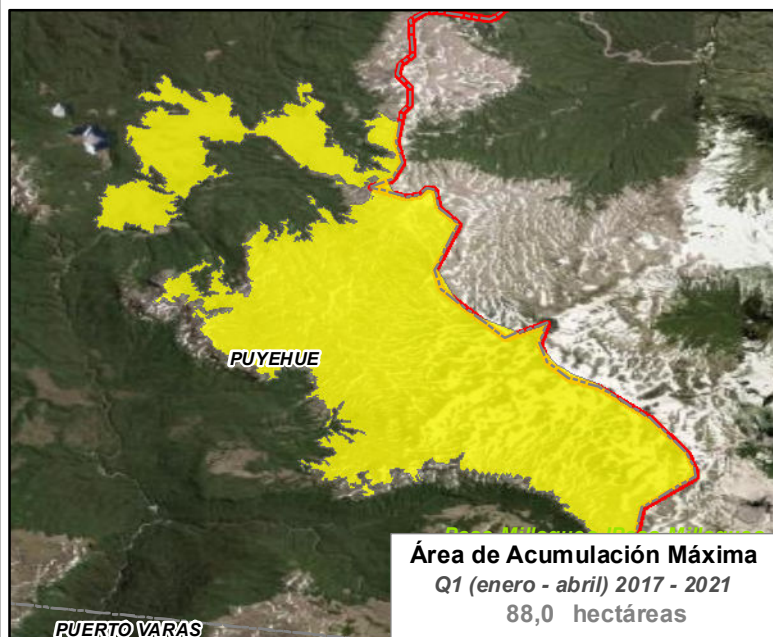 PUYEHUE
Área de Acumulación Máxima
Q1 (enero - abril) 2017 - 2021
88,0 hectáreas
PUERTO VARAS